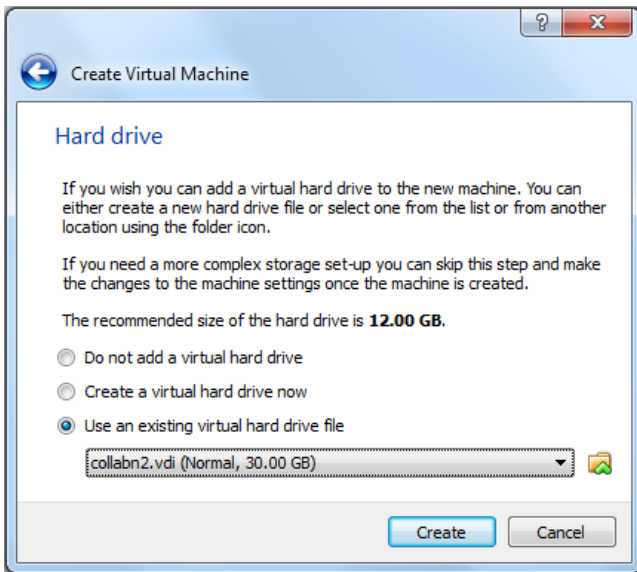 ?
Create Virtual Machine
Hard drive
If you wish you can add a virtual hard drive to the new machine. You can
either create a new hard drive file or select one from the list or from another
location using the folder icon.
If you need a more complex storage set-up you can skip this step and make
the changes to the machine settings once the machine is created.
The recommended size of the hard drive is 12.00 GB.
Do not add a virtual hard drive
Create a virtual hard drive now
Use an existing virtual hard drive file
collabn2.vdi (Normal, 30.00 GB)
Create Cancel